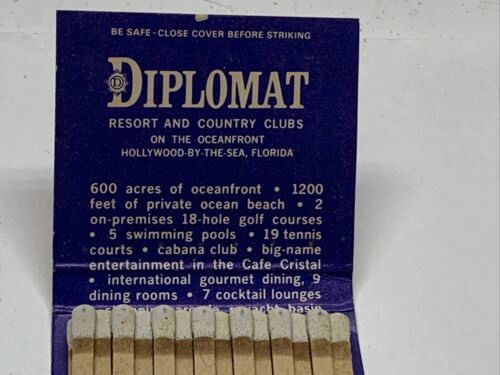 BE SAFE-CLOSE COVER BEFORE STRIKING
DIPLOMAT
RESORT AND COUNTRY CLUBS
ON THE OCEANFRONT
HOLLYWOOD-BY-THE-SEA, FLORIDA
600 acres of oceanfront • 1200
feet of private ocean beach • 2
on-premises 18-hole golf courses
• 5 swimming pools • 19 tennis
courts • cabana club • big-name
entertainment in the Cafe Cristal
• international gourmet dining, 9
dining rooms • 7 cocktail lounges